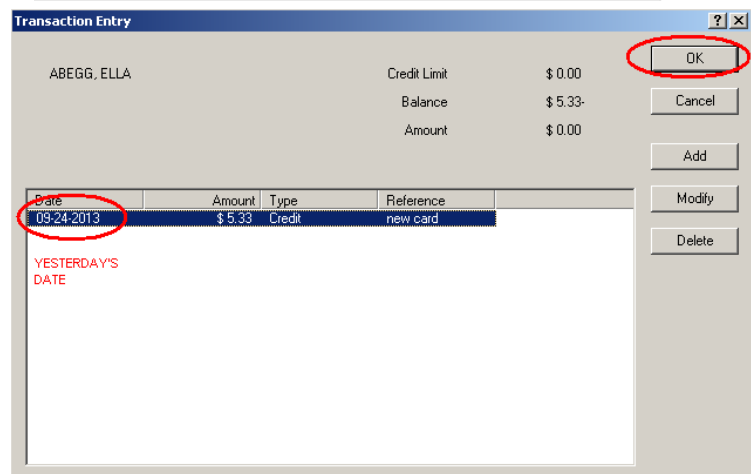 Transaction Entry
OK
ABEGG, ELLA Credit Limit $ 0.00
Balance $ 5.33- Cancel
Amount $ 0.00
Add
Date Amount Type Reference Modify
09-24-2013 $ 5.33 Credit new card
Delete
YESTERDAY'S
DATE